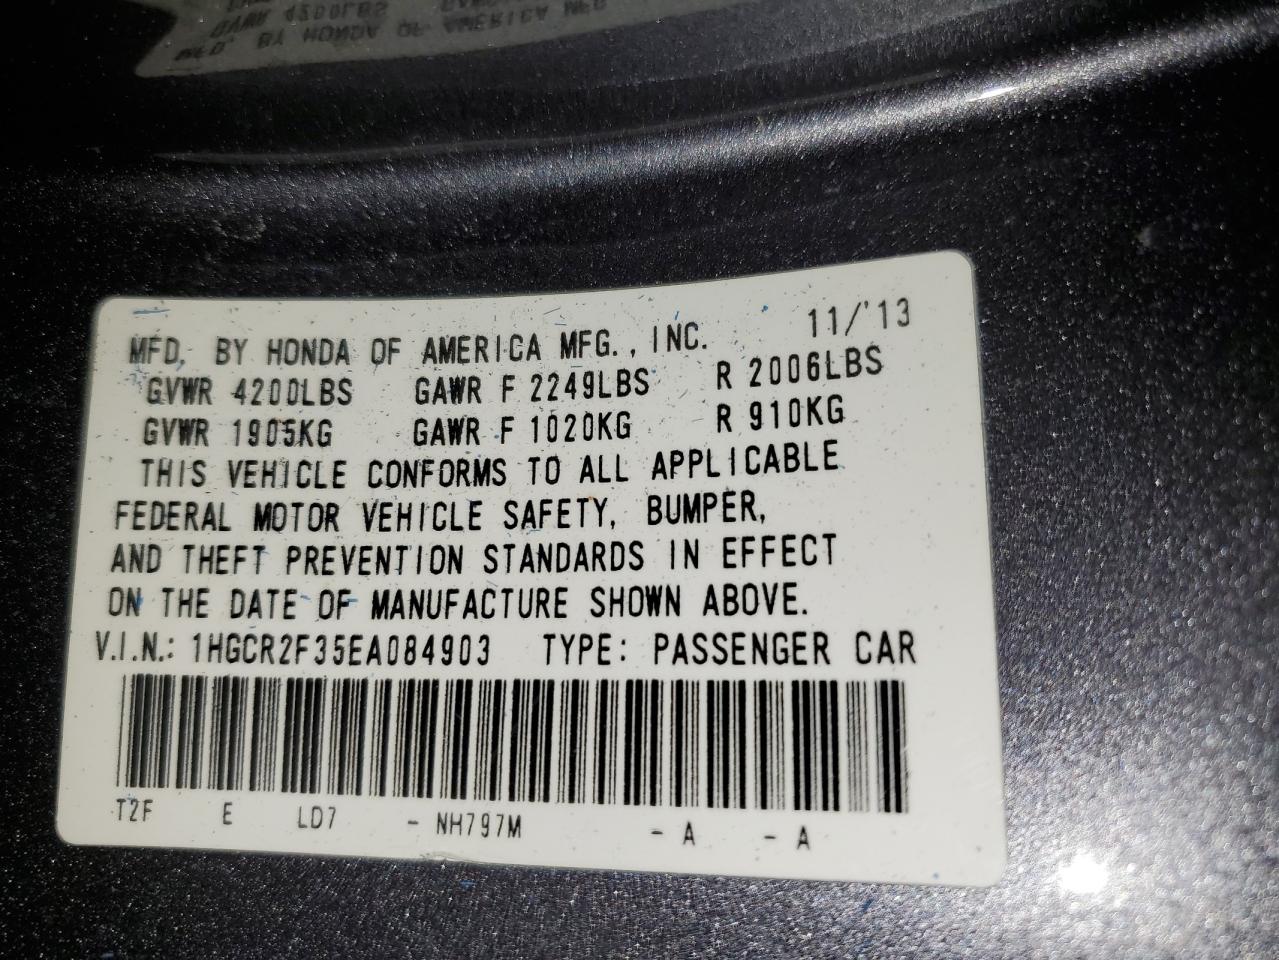 MFD. BY HONDA OF AMERICA MFG., INC. 11/'13
GVWR 4200LBS GAWR F 2249LBS R 2006LBS
GVWR 1905KG GAWR F 1020KG R 910KG
THIS VEHICLE CONFORMS TO ALL APPLICABLE
FEDERAL MOTOR VEHICLE SAFETY, BUMPER,
AND THEFT PREVENTION STANDARDS IN EFFECT
ON THE DATE OF MANUFACTURE SHOWN ABOVE.
V.I.N.: 1HGCR2F35EA084903 TYPE: PASSENGER CAR
T2F E LD7 - NH797M - A - A